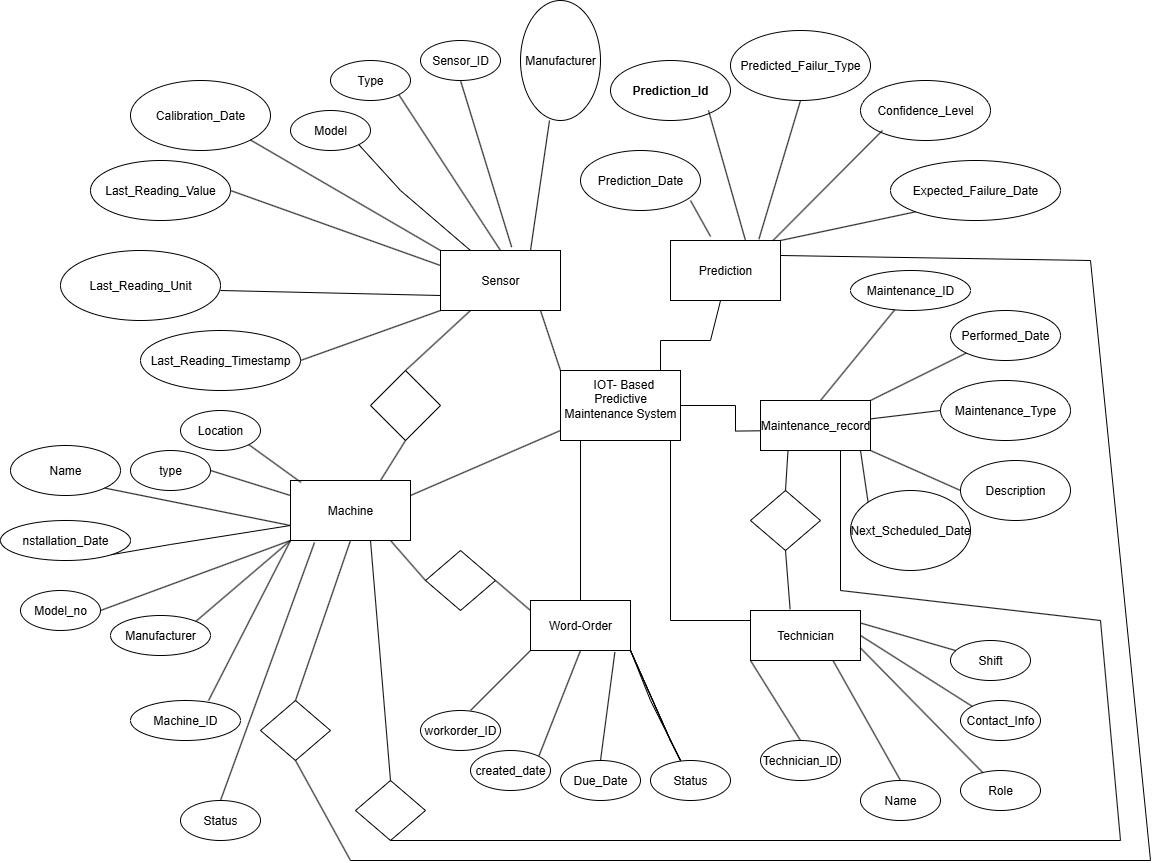 Manufacturer
Sensor_ID
Type
Predicted_Failur_Type
Prediction_Id
Calibration_Date
Model
Confidence_Level
Last_Reading_Value
Prediction_Date
Expected_Failure_Date
Sensor
Prediction
Last_Reading_Unit
Maintenance_ID
Performed_Date
Last_Reading_Timestamp
IOT- Based
Predictive
Maintenance System
Maintenance_Type
Maintenance_record
Location
Name
type
Description
Machine
Next_Scheduled_Date
nstallation_Date
Model_no
Manufacturer
Word-Order
Technician
Shift
Machine_ID
Contact_Info
workorder_ID
Technician_ID
created_date
Due_Date
Status
Role
Name
Status